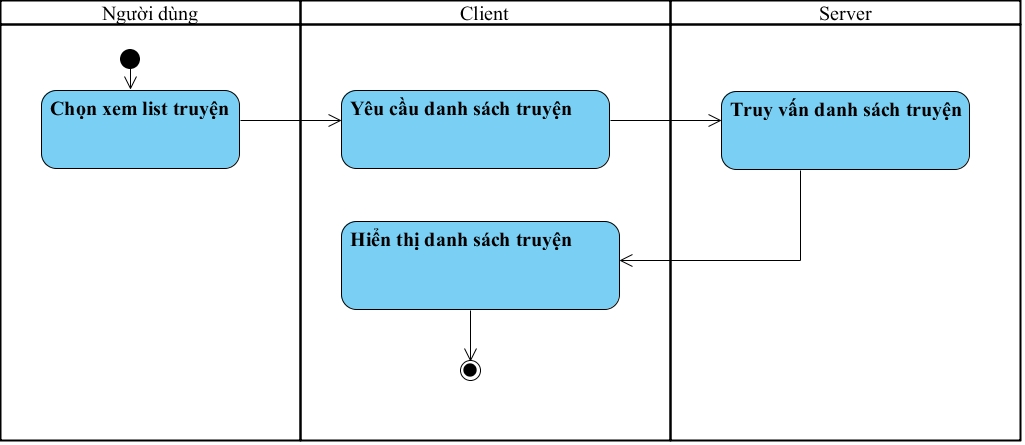 Người dùng
Client
Server
Chọn xem list truyện
Yêu cầu danh sách truyện
Truy vấn danh sách truyện
Hiển thị danh sách truyện